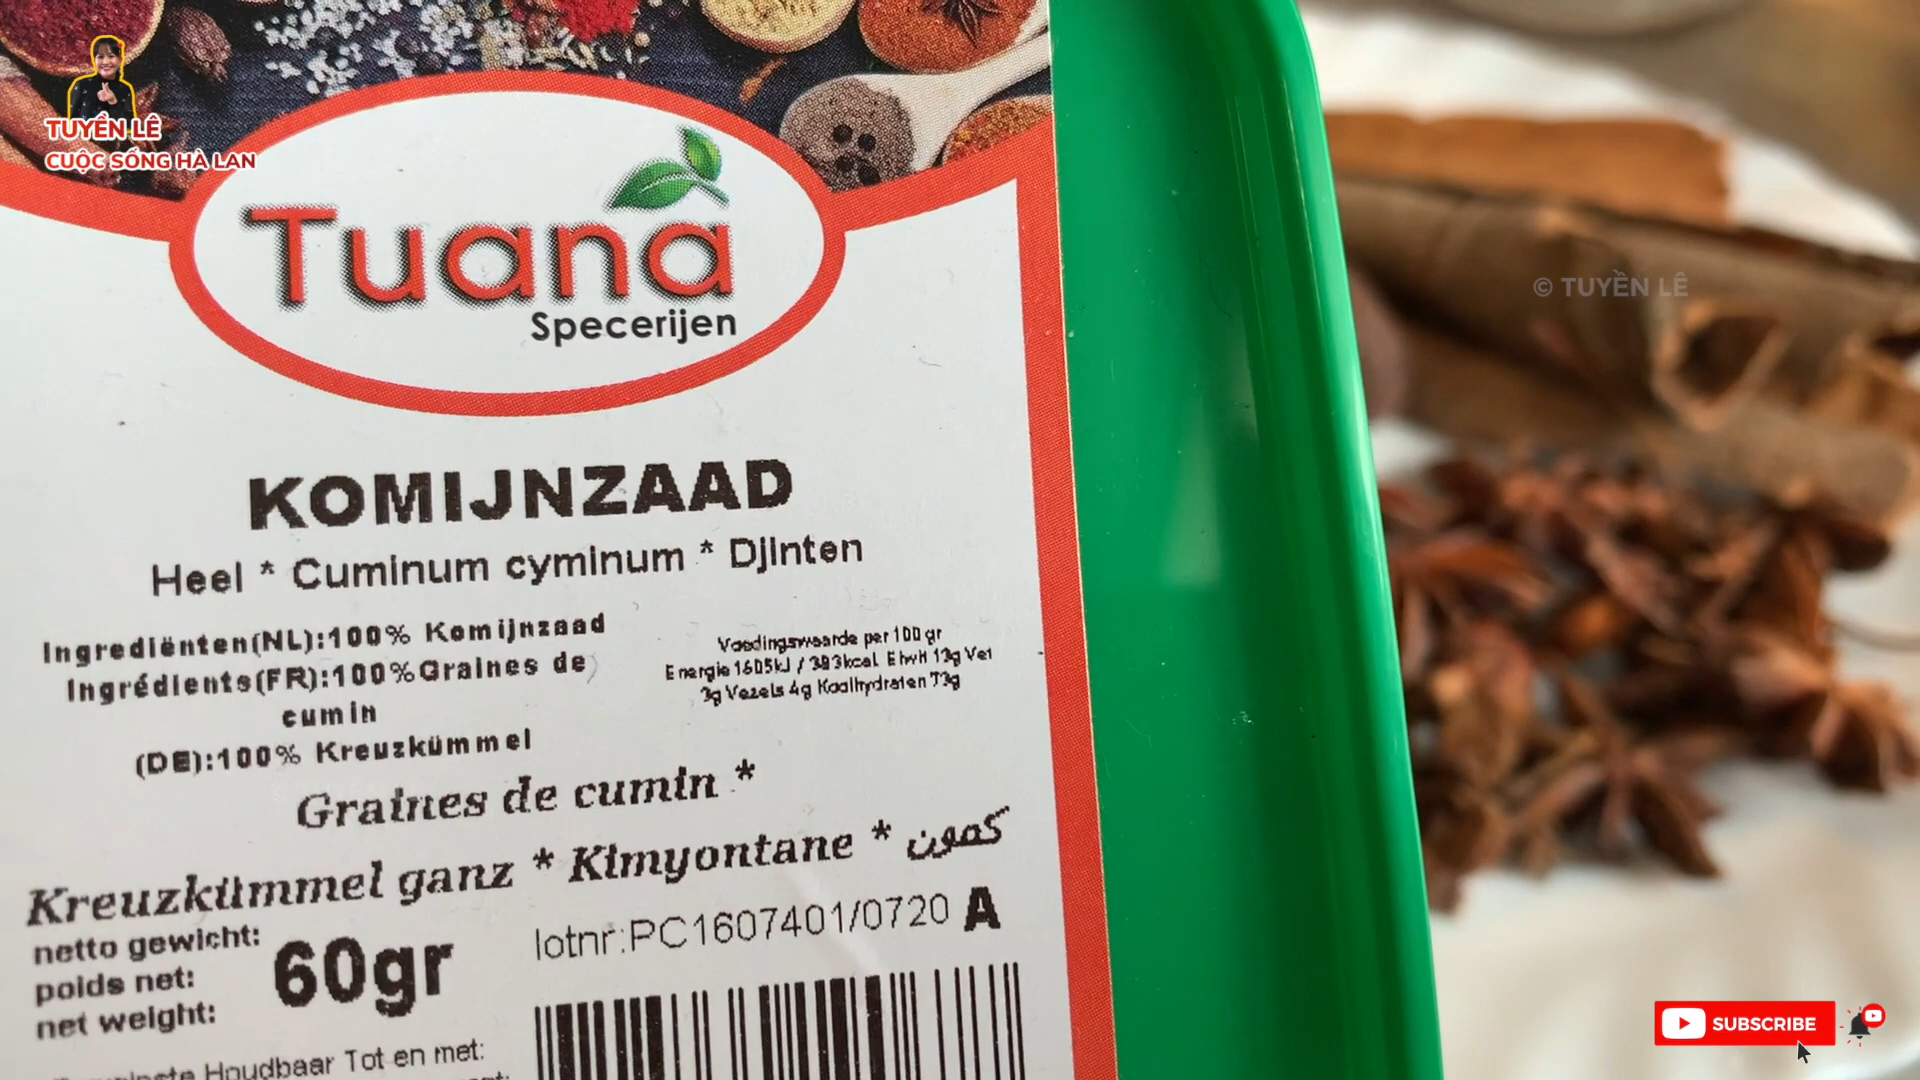 TUYỀN LÊ
CUỘC SỐNG HÀ LAN
Tuana
Specerijen
© TUYỀN LÊ
KOMIJNZAAD
Heel * Cuminum cyminum * Djinten
Ingrediënten(NL):100% Komijnzaad
Ingrédients(FR):100%Graines de
cumin
(DE):100% Kreuzkümmel
Voedingswaarde per 100 gr
Energie 1605kJ / 383kcal Eiwit 13g Vet
3g Vezels 4g Koolhydraten 73g
Graines de cumin *
Kreuzkümmel ganz * Kimyontane * كمون
netto gewicht:
poids net:
net weight:
60gr
lotnr:PC1607401/0720 A
Houdbaar Tot en met:
SUBSCRIBE